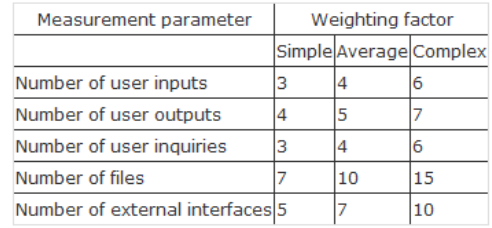 Measurement parameter Weighting factor
Simple Average Complex
Number of user inputs 3 4 6
Number of user outputs 4 5 7
Number of user inquiries 3 4 6
Number of files 7 10 15
Number of external interfaces 5 7 10